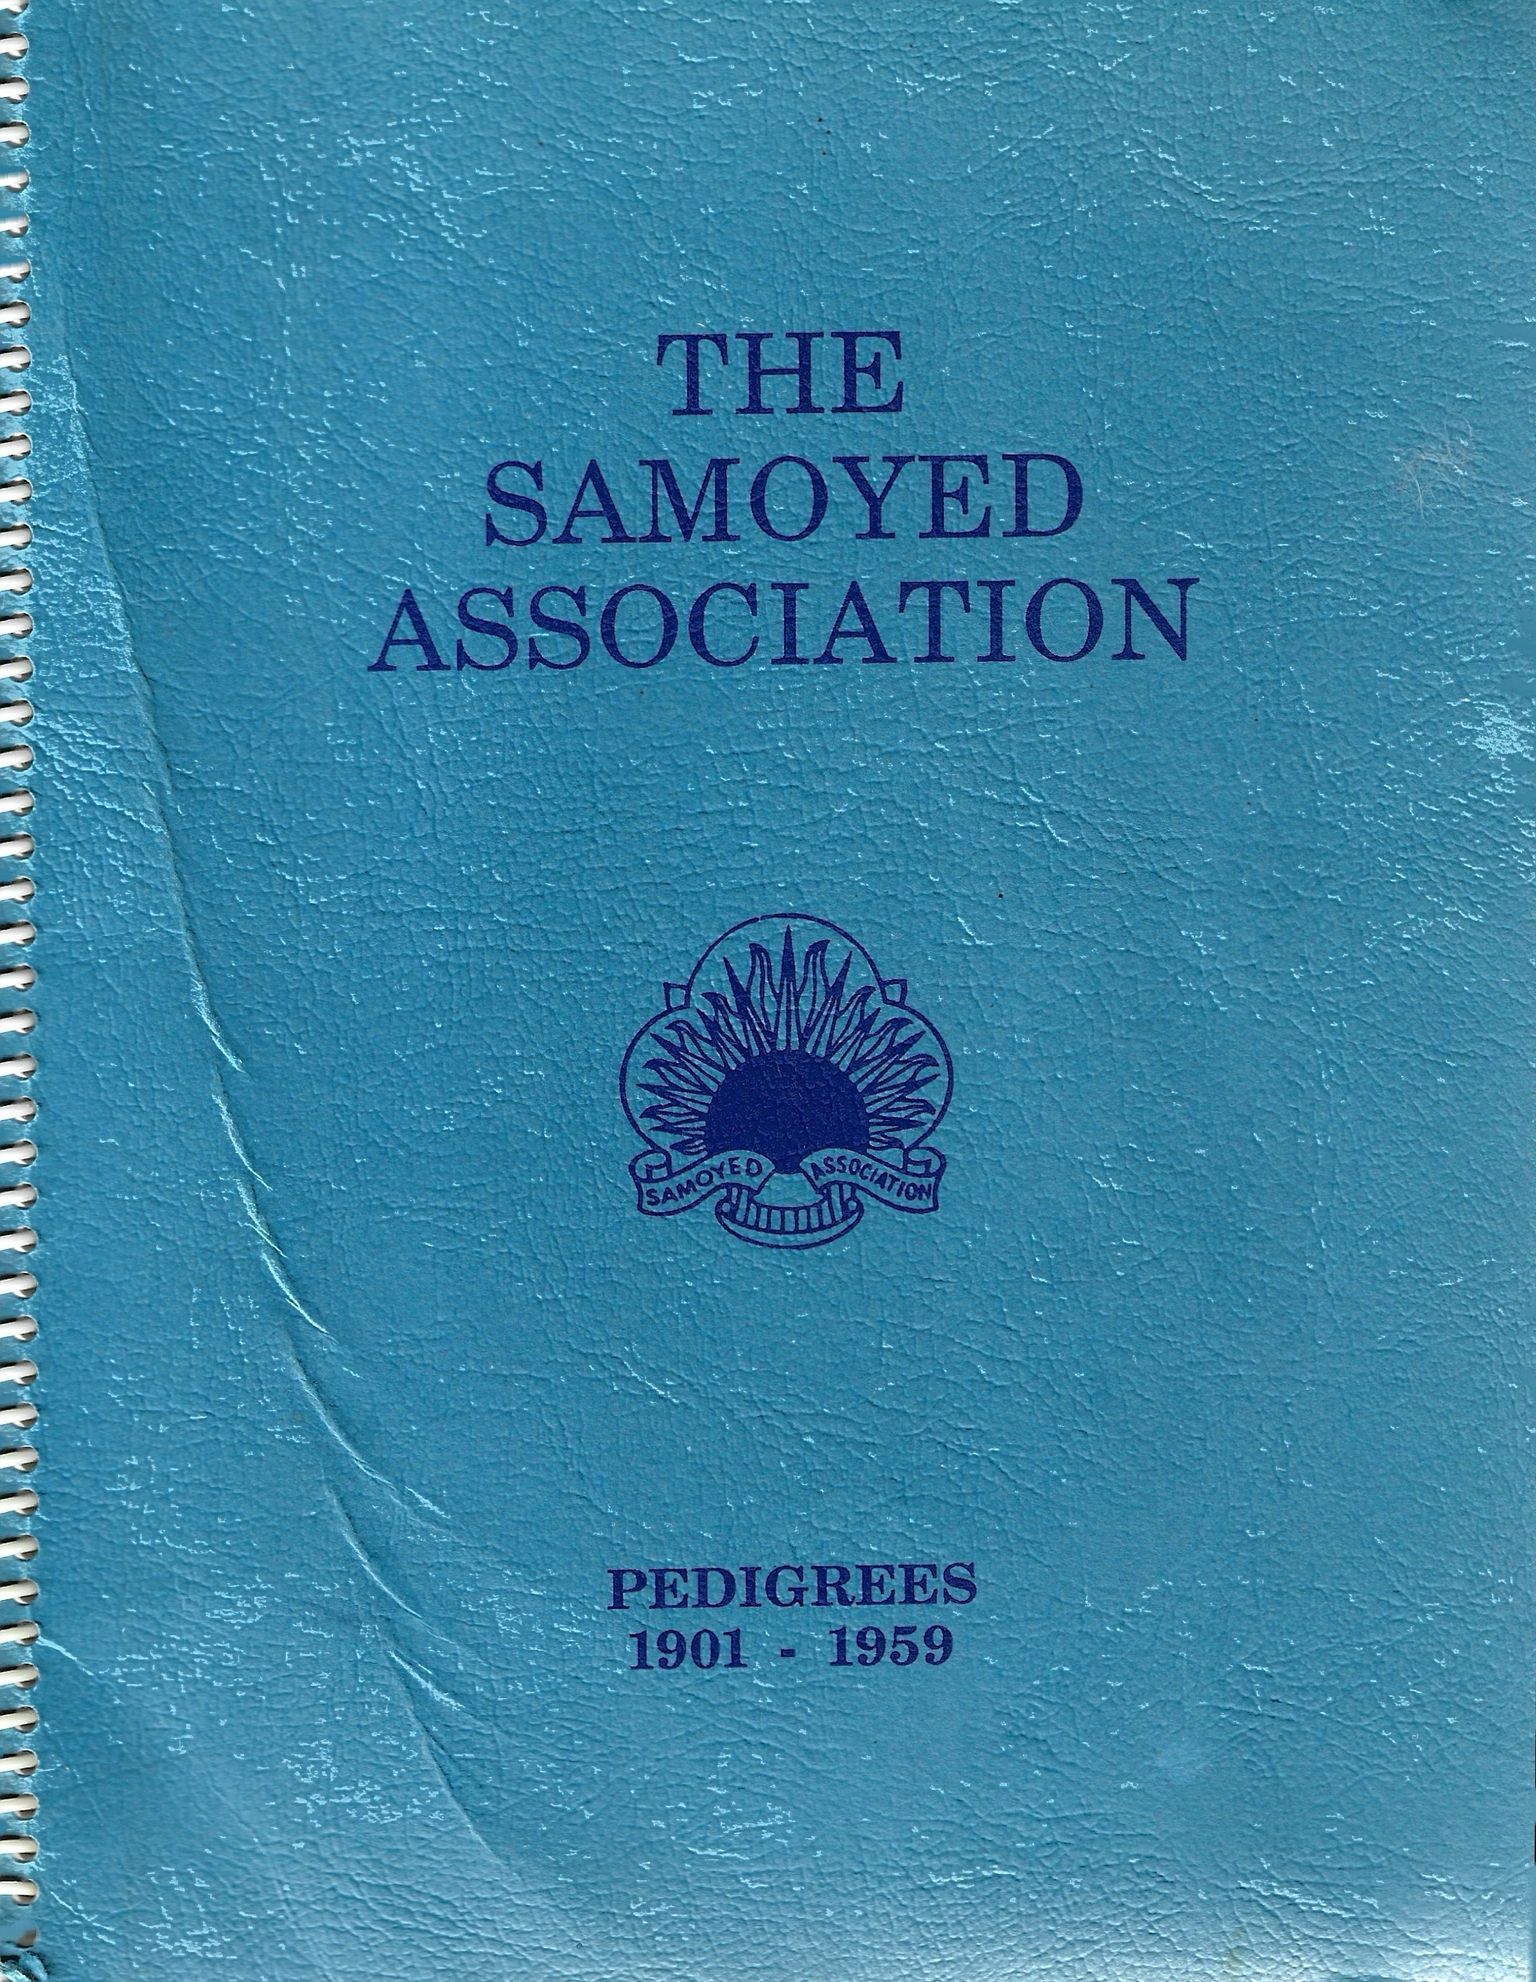 THE
SAMOYED
ASSOCIATION
SAMOYED ASSOCIATION
PEDIGREES
1901 - 1959